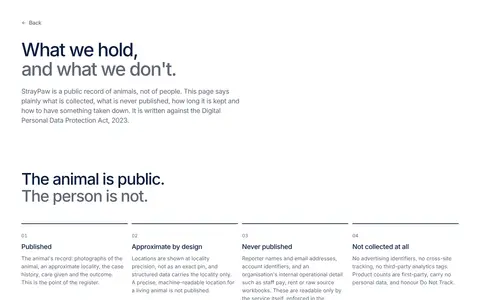 ← Back
What we hold,
and what we don't.
StrayPaw is a public record of animals, not of people. This page says
plainly what is collected, what is never published, how long it is kept and
how to have something taken down. It is written against the Digital
Personal Data Protection Act, 2023.
The animal is public.
The person is not.
01
Published
The animal's record: photographs of the
animal, an approximate locality, the case
history, care given and the outcome.
This is the point of the register.
02
Approximate by design
Locations are shown at locality
precision, not as an exact pin, and
structured data carries the locality only.
A precise, machine-readable location for
a living animal is not published.
03
Never published
Reporter names and email addresses,
account identifiers, and an
organisation's internal operational detail
such as staff pay, rent or raw source
workbooks. These are readable only by
the service itself, enforced in the
04
Not collected at all
No advertising identifiers, no cross-site
tracking, no third-party analytics tags.
Product counts are first-party, carry no
personal data, and honour Do Not Track.